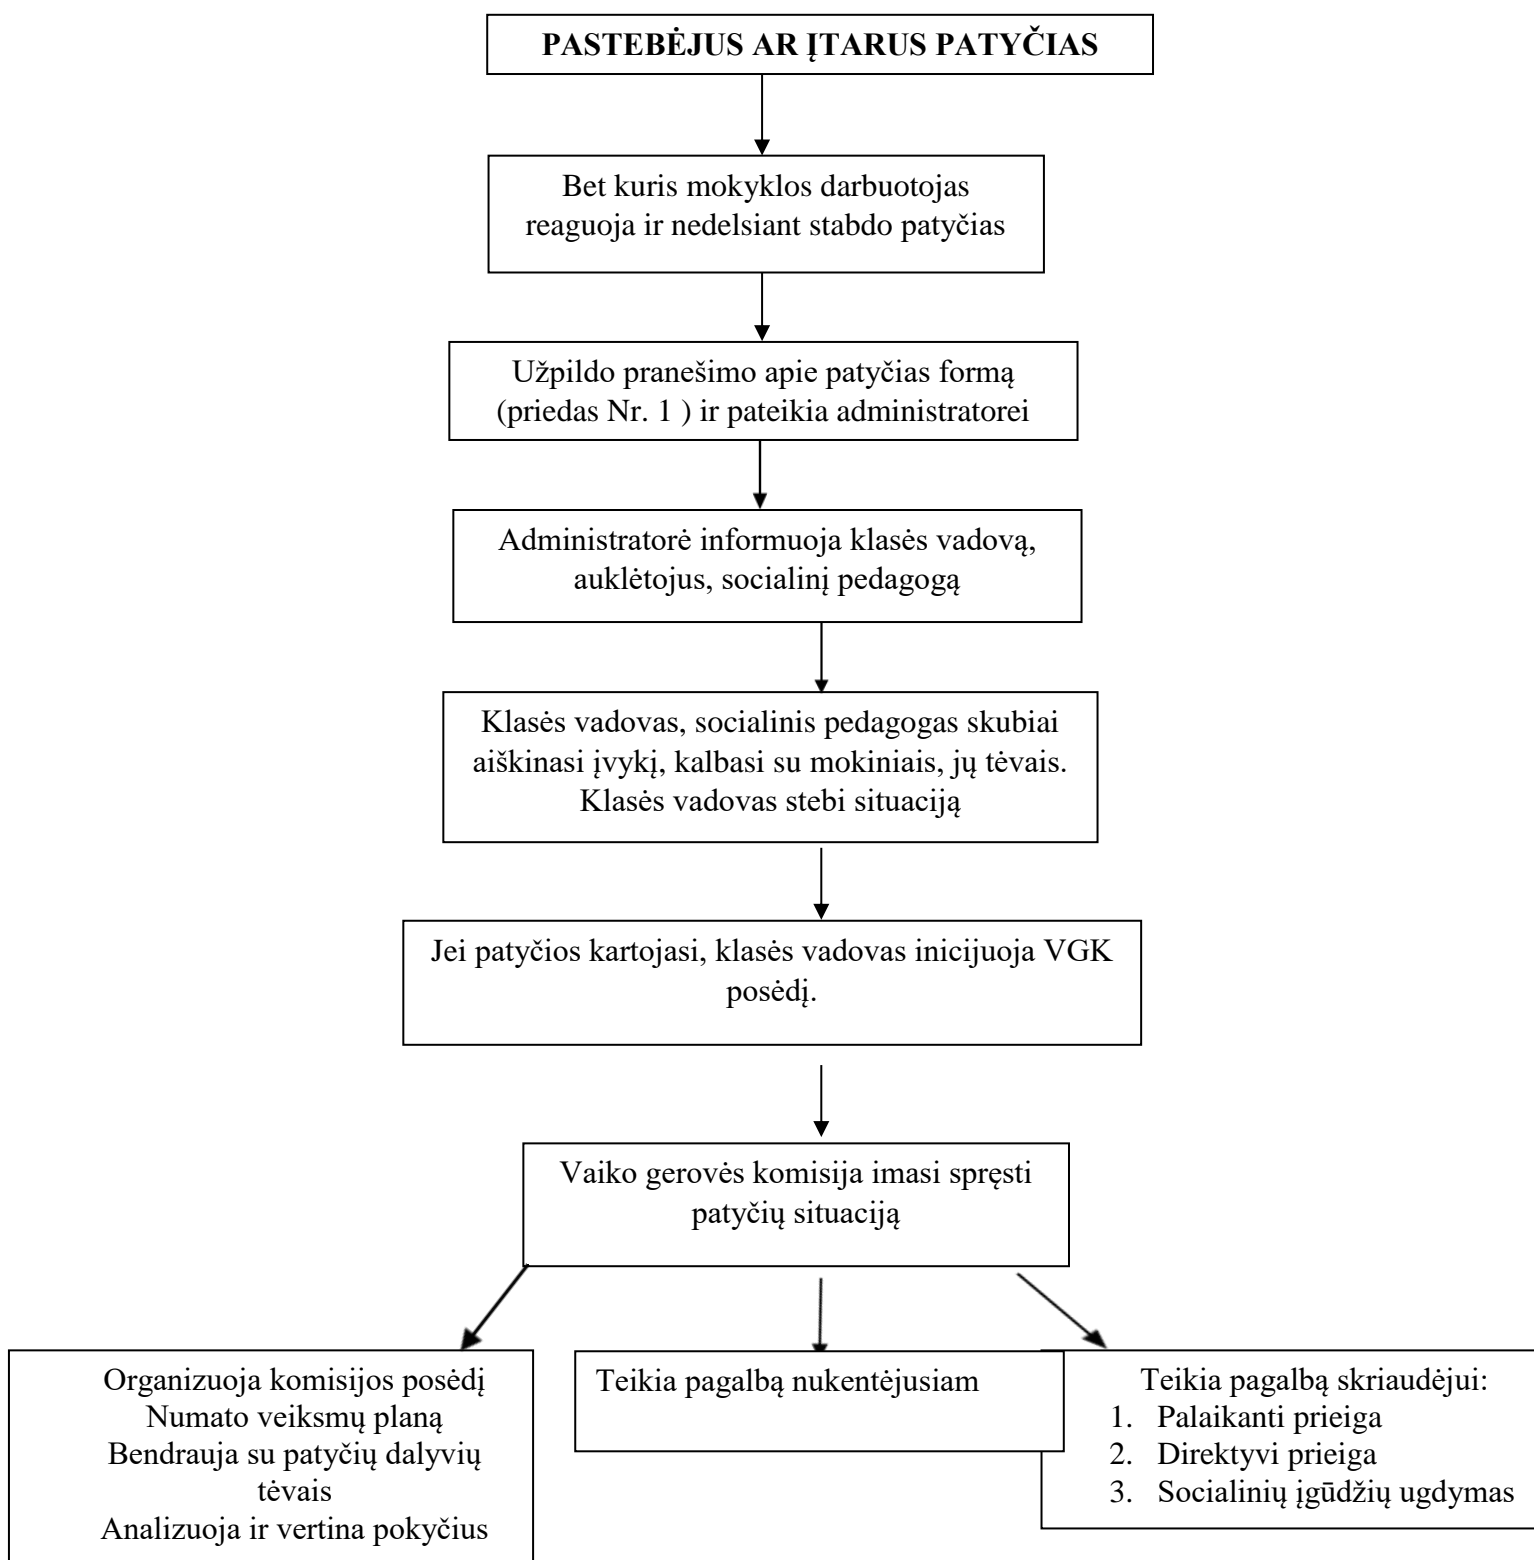 PASTEBĖJUS AR ĮTARUS PATYČIAS
Bet kuris mokyklos darbuotojas
reaguoja ir nedelsiant stabdo patyčias
Užpildo pranešimo apie patyčias formą
(priedas Nr. 1 ) ir pateikia administratorei
Administratorė informuoja klasės vadovą,
auklėtojus, socialinį pedagogą
Klasės vadovas, socialinis pedagogas skubiai
aiškinasi įvykį, kalbasi su mokiniais, jų tėvais.
Klasės vadovas stebi situaciją
Jei patyčios kartojasi, klasės vadovas inicijuoja VGK
posėdį.
Vaiko gerovės komisija imasi spręsti
patyčių situaciją
Organizuoja komisijos posėdį
Numato veiksmų planą
Bendrauja su patyčių dalyvių
tėvais
Analizuoja ir vertina pokyčius
Teikia pagalbą nukentėjusiam
Teikia pagalbą skriaudėjui:
1. Palaikanti prieiga
2. Direktyvi prieiga
3. Socialinių įgūdžių ugdymas